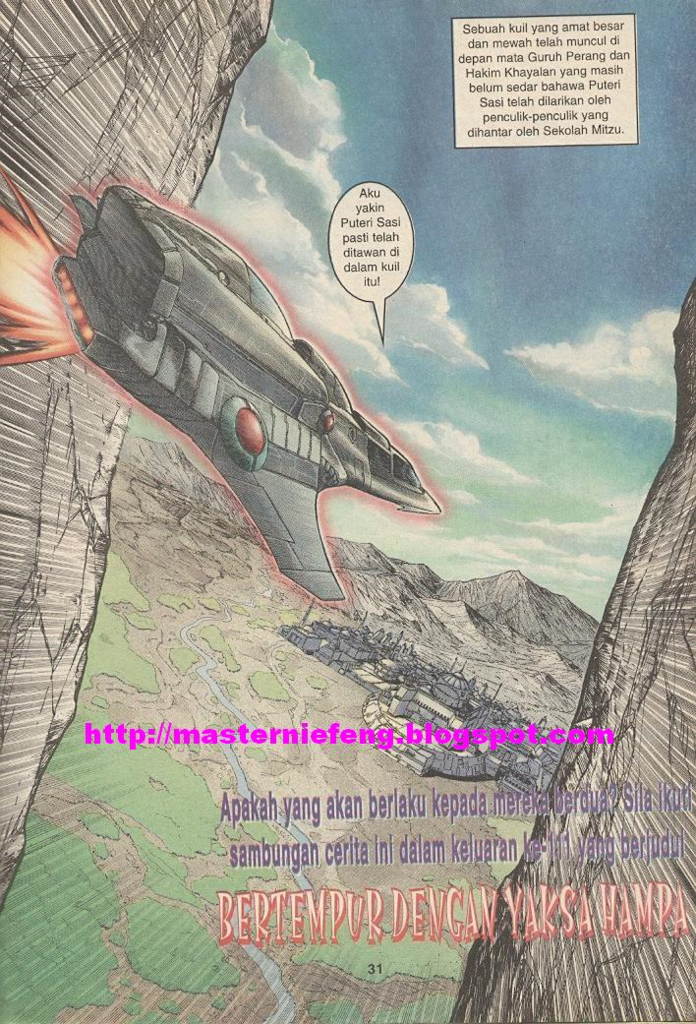 Sebuah kuil yang amat besar
dan mewah telah muncul di
depan mata Guruh Perang dan
Hakim Khayalan yang masih
belum sedar bahawa Puteri
Sasi telah dilarikan oleh
penculik-penculik yang
dihantar oleh Sekolah Mitzu.
Aku
yakin
Puteri Sasi
pasti telah
ditawan di
dalam kuil
itu!
http://masterniefeng.blogspot.com
Apakah yang akan berlaku kepada mereka berdua? Sila ikuti
sambungan cerita ini dalam keluaran ke-111 yang berjudul
BERTEMPUR DENGAN YAKSA HAMPA
31